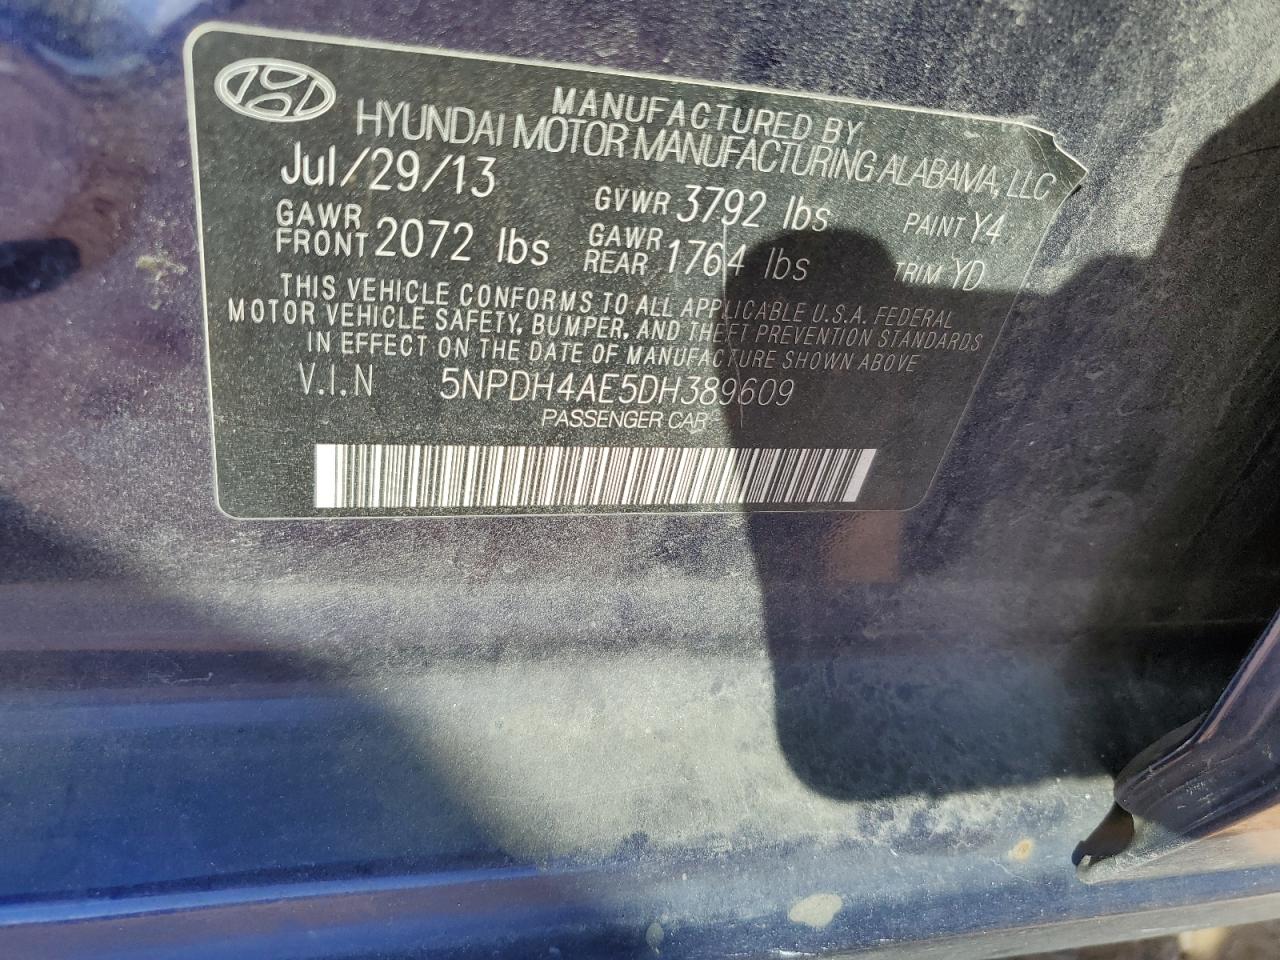 MANUFACTURED BY
HYUNDAI MOTOR MANUFACTURING ALABAMA, LLC
Jul/29/13 GVWR 3792 lbs PAINT Y4
GAWR FRONT 2072 lbs GAWR REAR 1764 lbs TRIM YD
THIS VEHICLE CONFORMS TO ALL APPLICABLE U.S.A. FEDERAL
MOTOR VEHICLE SAFETY, BUMPER, AND THEFT PREVENTION STANDARDS
IN EFFECT ON THE DATE OF MANUFACTURE SHOWN ABOVE
V.I.N 5NPDH4AE5DH389609
PASSENGER CAR